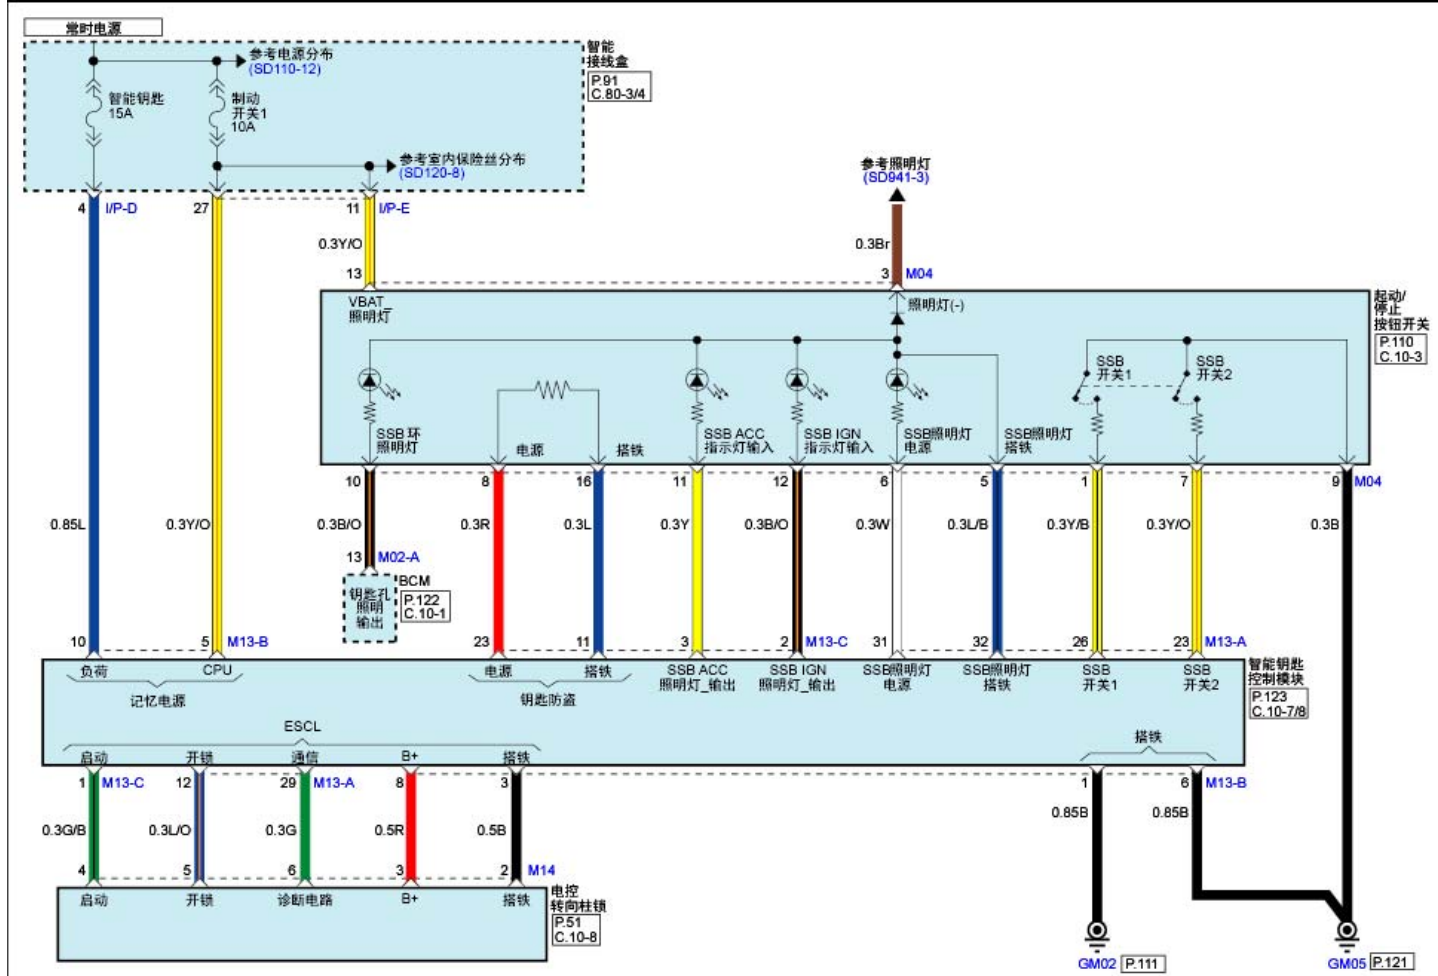 常时电源
参考电源分布
(SD110-12)
智能
接线盒
P.91
C.80-3/4
智能钥匙
15A
制动
开关1
10A
参考室内保险丝分布
(SD120-8)
参考照明灯
(SD941-3)
4 I/P-D 27 11 I/P-E
0.3Y/O 0.3Br
13 3 M04
VBAT_
照明灯
照明灯(-)
起动/
停止
按钮开关
P.110
C.10-3
SSB
开关1
SSB
开关2
SSB 环
照明灯
电源
搭铁
SSB ACC
指示灯输入
SSB IGN
指示灯输入
SSB照明灯
电源
SSB照明灯
搭铁
10 8 16 11 12 6 5 1 7 9 M04
0.85L 0.3Y/O 0.3B/O 0.3R 0.3L 0.3Y 0.3B/O 0.3W 0.3L/B 0.3Y/B 0.3Y/O 0.3B
13 M02-A
钥匙孔
照明
输出
BCM
P.122
C.10-1
10 5 M13-B 23 11 3 2 M13-C 31 32 26 23 M13-A
负荷
CPU
记忆电源
电源
搭铁
钥匙防盗
SSB ACC
照明灯_输出
SSB IGN
照明灯_输出
SSB照明灯
电源
SSB照明灯
搭铁
SSB
开关1
SSB
开关2
智能钥匙
控制模块
P.123
C.10-7/8
ESCL
启动 开锁 通信 B+ 搭铁
搭铁
1 M13-C 12 29 M13-A 8 3 1 6 M13-B
0.3G/B 0.3L/O 0.3G 0.5R 0.5B 0.85B 0.85B
4 5 6 3 2 M14
启动 开锁 诊断电路 B+ 搭铁
电控
转向柱锁
P.51
C.10-8
GM02 P.111
GM05 P.121